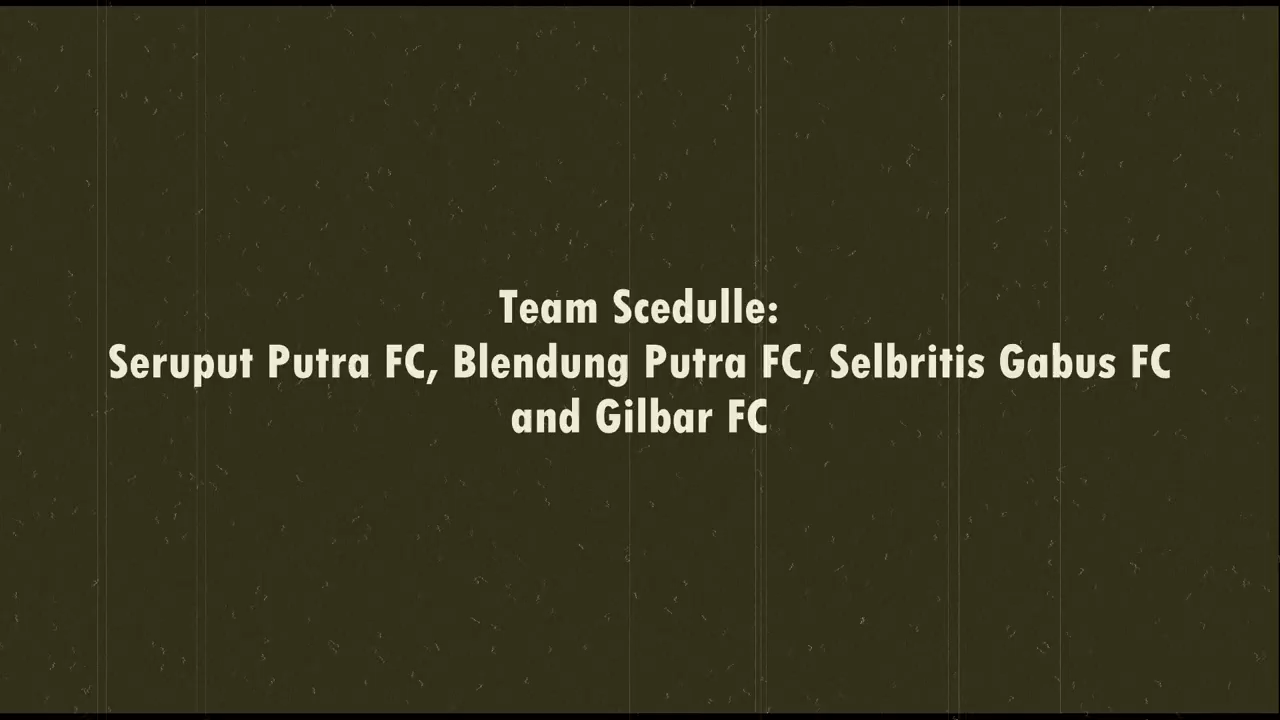 Team Scedulle:
Seruput Putra FC, Blendung Putra FC, Selbritis Gabus FC
and Gilbar FC